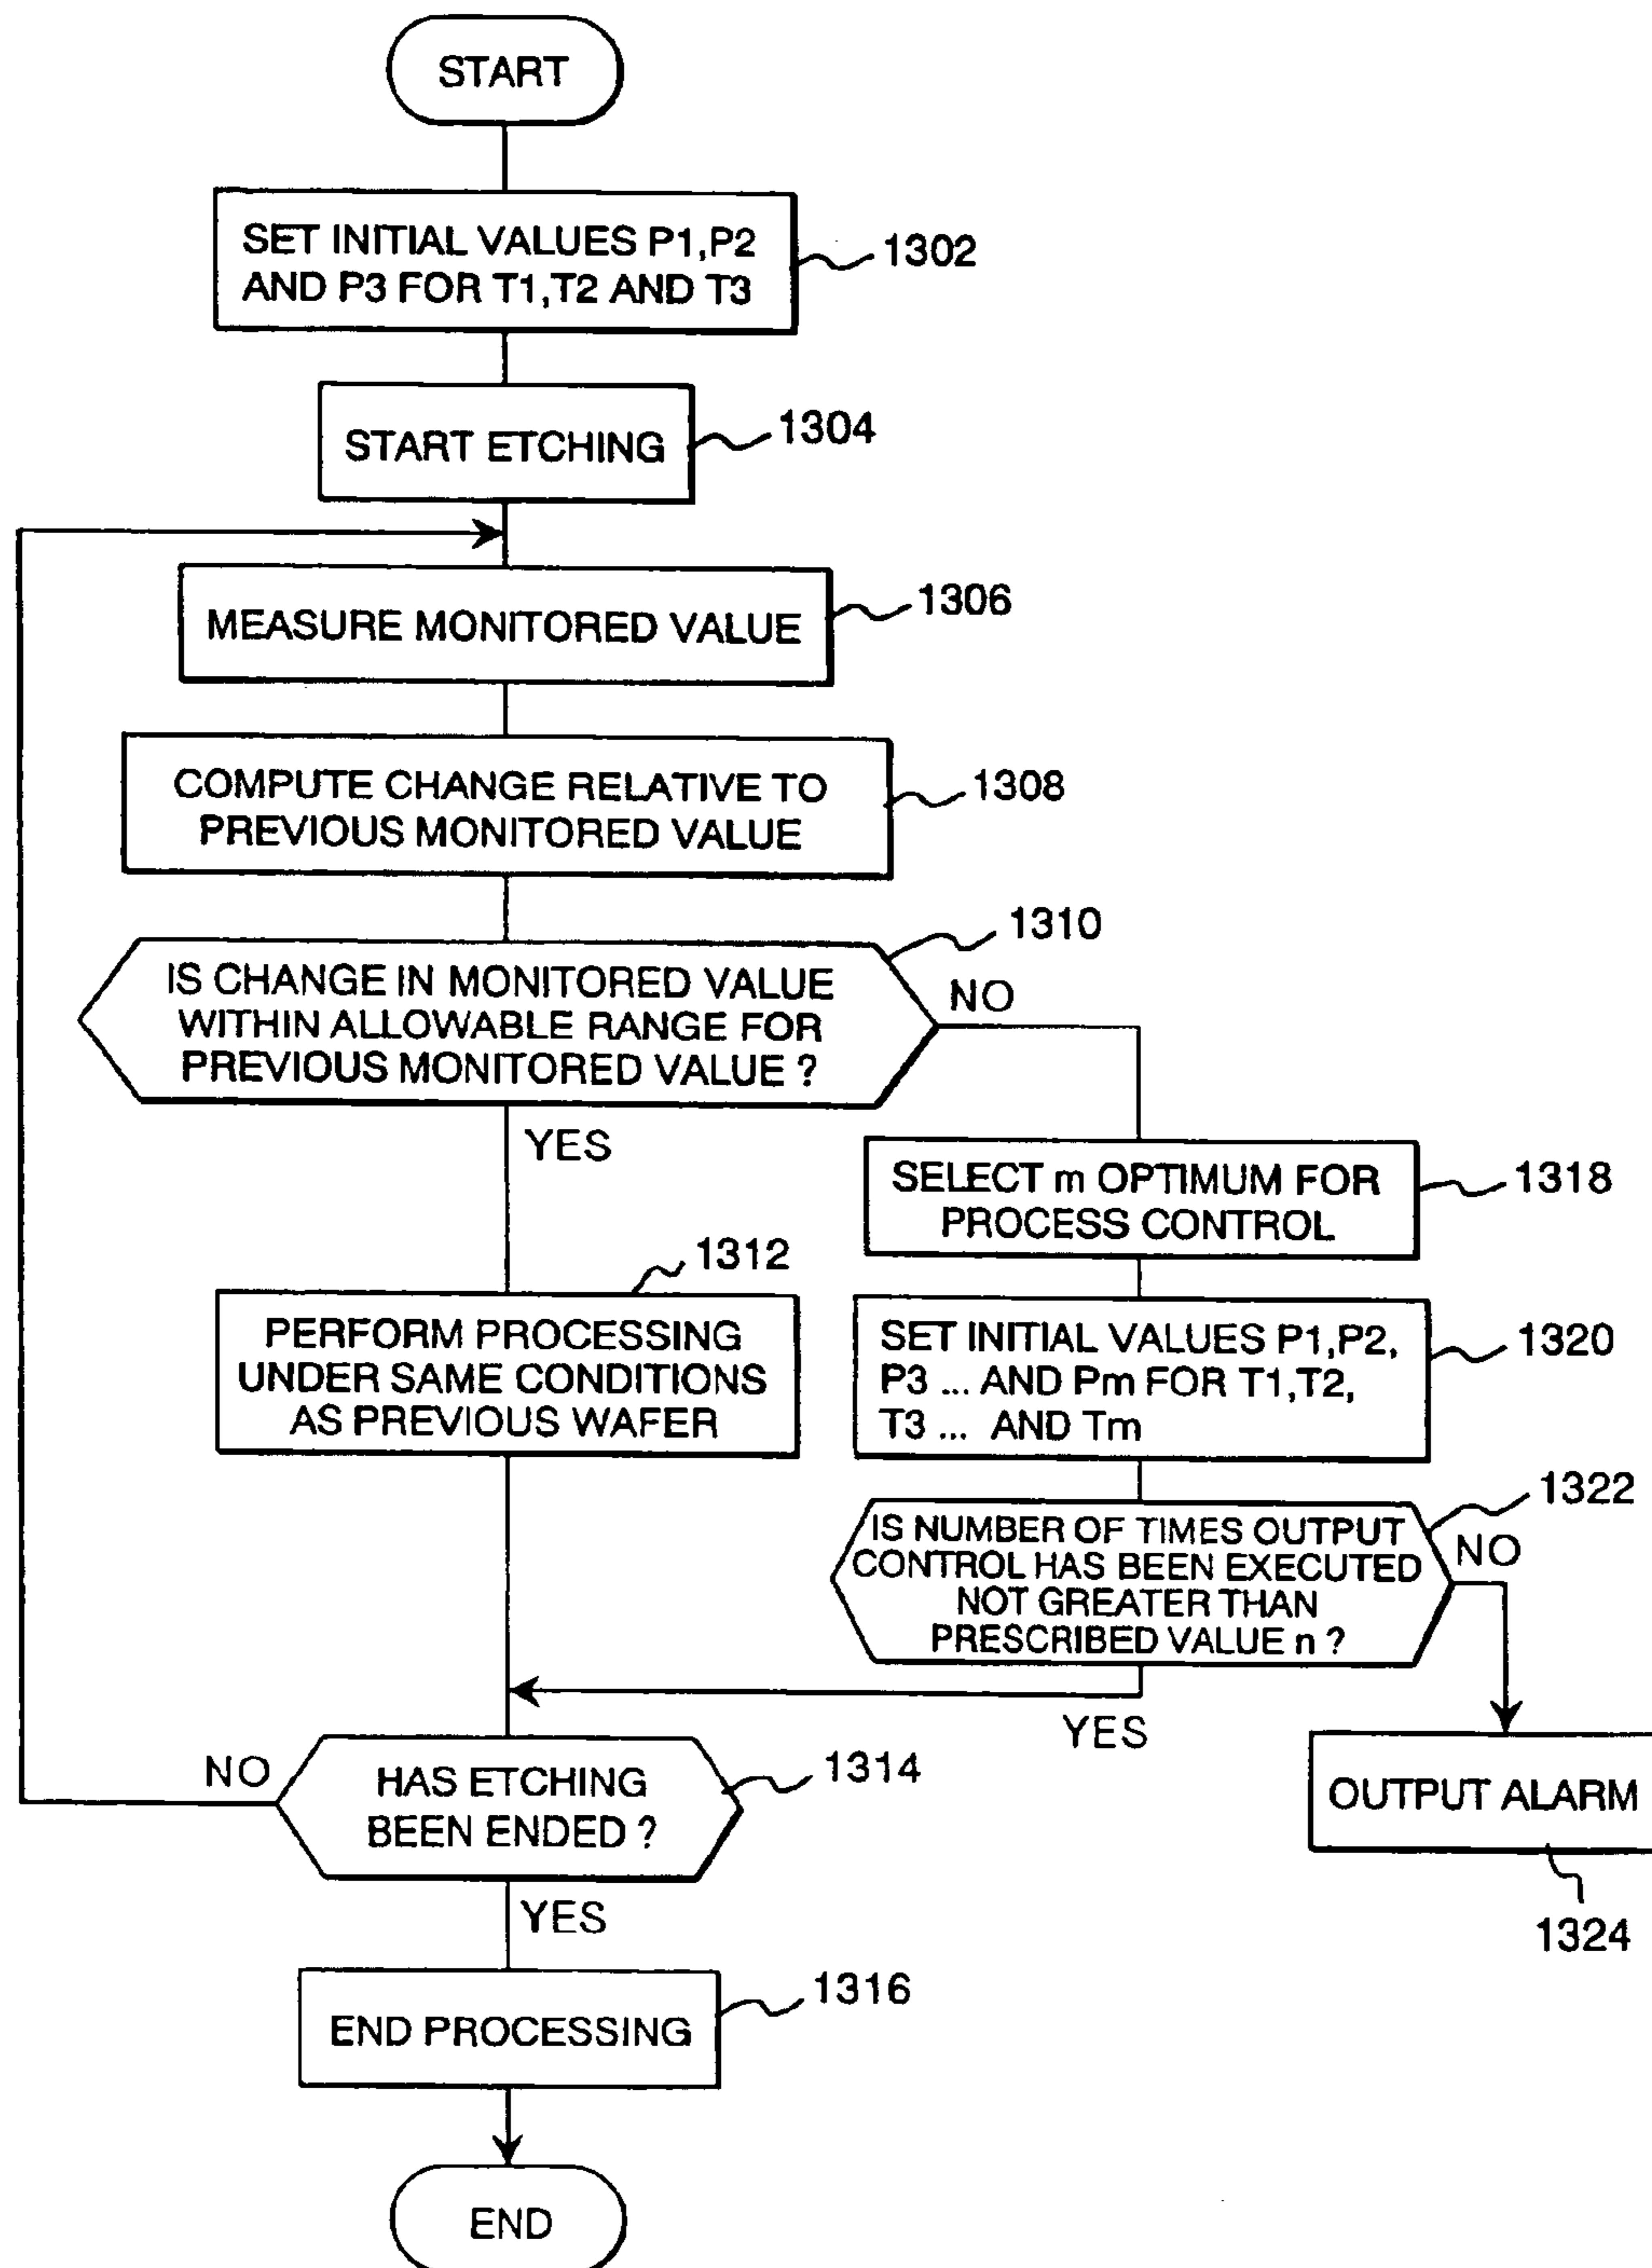 START
SET INITIAL VALUES P1,P2
AND P3 FOR T1,T2 AND T3
1302
START ETCHING
1304
MEASURE MONITORED VALUE
1306
COMPUTE CHANGE RELATIVE TO
PREVIOUS MONITORED VALUE
1308
1310
IS CHANGE IN MONITORED VALUE
WITHIN ALLOWABLE RANGE FOR
PREVIOUS MONITORED VALUE ?
NO
YES
SELECT m OPTIMUM FOR
PROCESS CONTROL
1318
1312
PERFORM PROCESSING
UNDER SAME CONDITIONS
AS PREVIOUS WAFER
SET INITIAL VALUES P1,P2,
P3 ... AND Pm FOR T1,T2,
T3 ... AND Tm
1320
1322
IS NUMBER OF TIMES OUTPUT
CONTROL HAS BEEN EXECUTED
NOT GREATER THAN
PRESCRIBED VALUE n ?
NO
YES
NO
HAS ETCHING
BEEN ENDED ?
1314
OUTPUT ALARM
1324
YES
END PROCESSING
1316
END